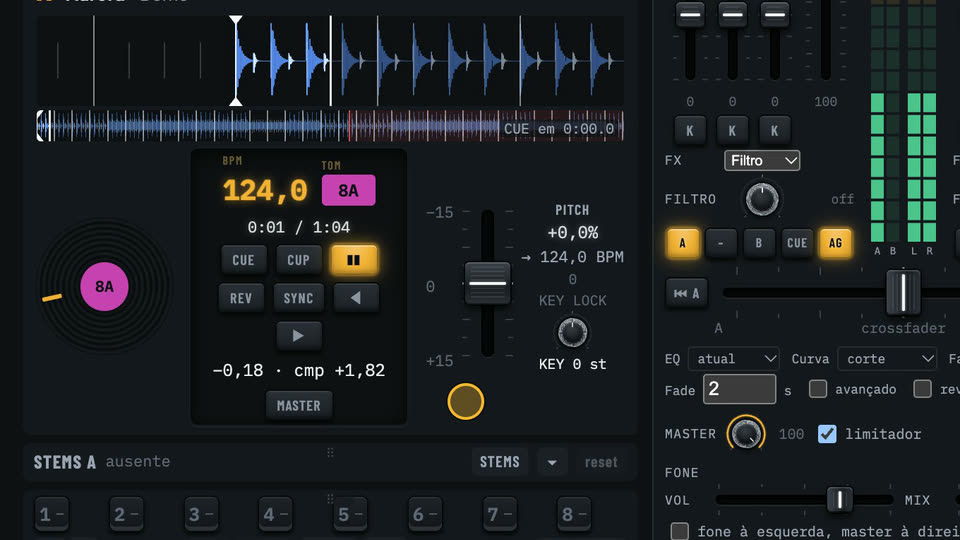 CUE em 0:00.0
BPM
TOM
124,0
8A
0:01 / 1:04
CUE
CUP
REV
SYNC
−0,18 · cmp +1,82
MASTER
8A
−15
0
+15
PITCH
+0,0%
→ 124,0 BPM
0
KEY LOCK
KEY 0 st
STEMS A ausente
STEMS
reset
1 –
2 –
3 –
4 –
5 –
6 –
7 –
8 –
0 0 0 100
K K K
FX Filtro
FILTRO off
A - B CUE AG
A B L R
A
A
crossfader
EQ atual Curva corte
Fade 2 s avançado
MASTER 100 limitador
FONE
VOL MIX
fone à esquerda, master à direi